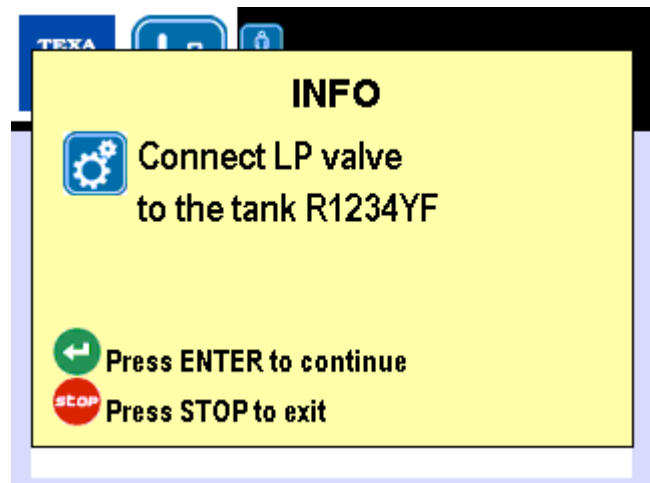 TEXA
INFO
Connect LP valve
to the tank R1234YF
Press ENTER to continue
stop Press STOP to exit